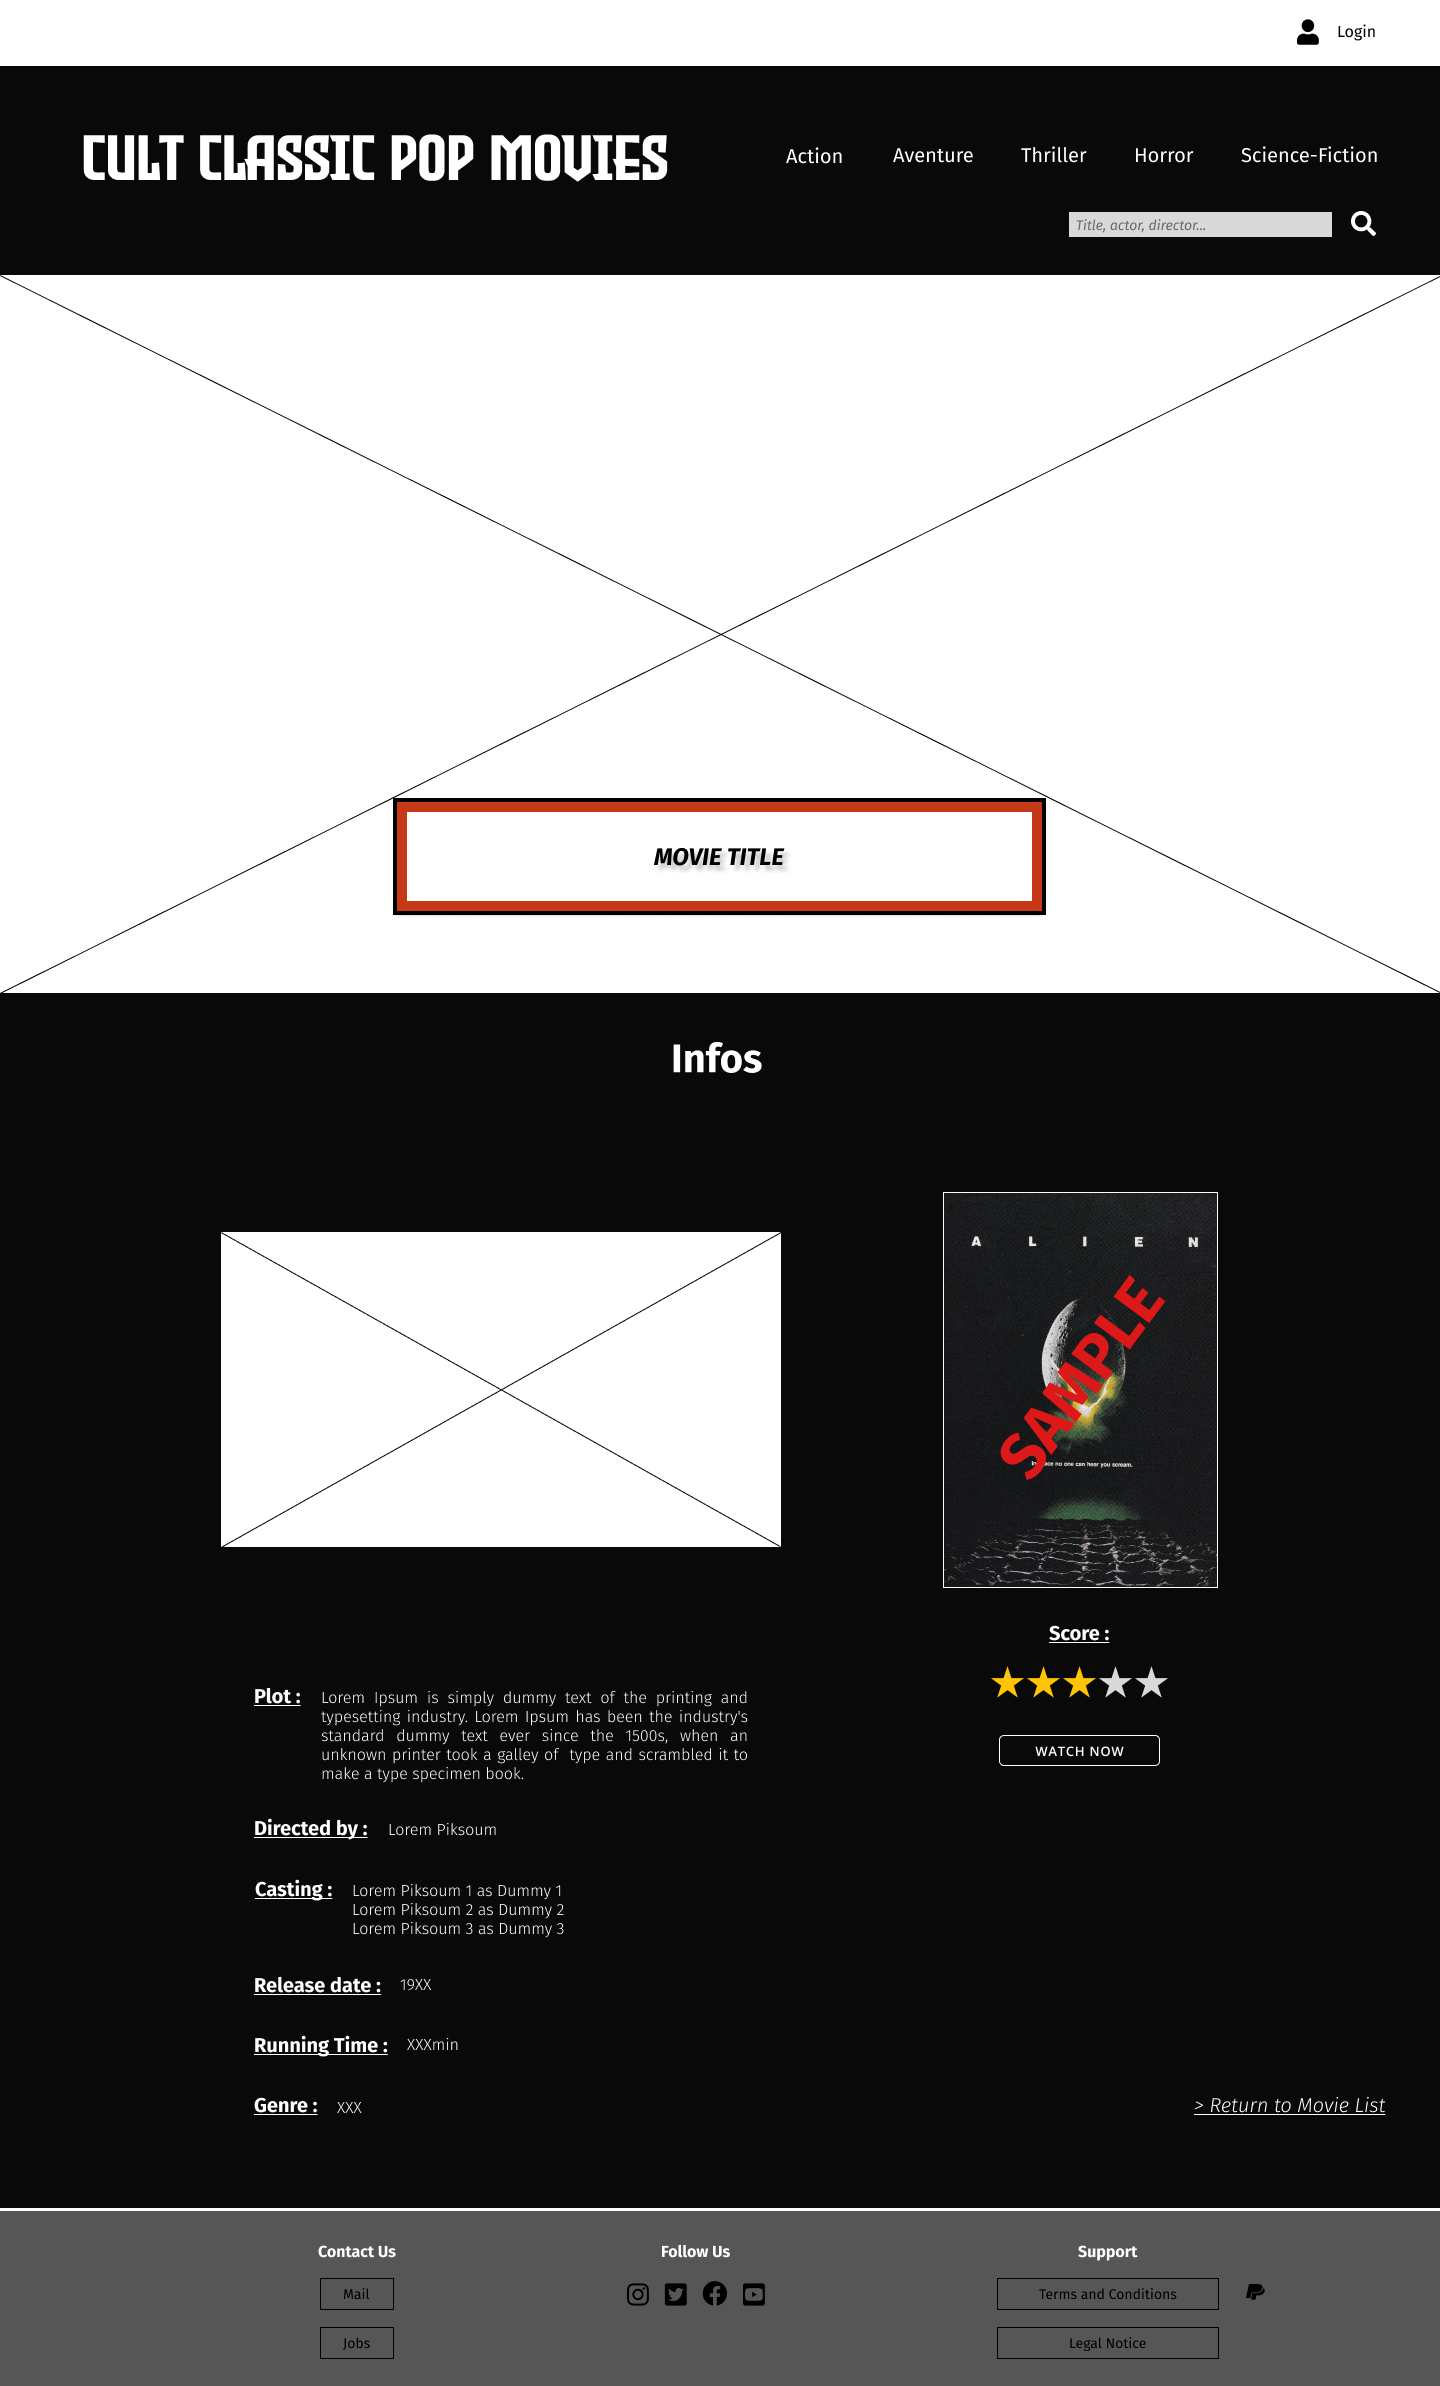 Login
CULT CLASSIC POP MOVIES
Action Aventure Thriller Horror Science-Fiction
Title, actor, director...
MOVIE TITLE
Infos
A L I E N
SAMPLE
no one can hear you scream.
Score :
WATCH NOW
Plot :
Lorem Ipsum is simply dummy text of the printing and
typesetting industry. Lorem Ipsum has been the industry's
standard dummy text ever since the 1500s, when an
unknown printer took a galley of type and scrambled it to
make a type specimen book.
Directed by : Lorem Piksoum
Casting : Lorem Piksoum 1 as Dummy 1
Lorem Piksoum 2 as Dummy 2
Lorem Piksoum 3 as Dummy 3
Release date : 19XX
Running Time : XXXmin
Genre : XXX
> Return to Movie List
Contact Us
Mail
Jobs
Follow Us
Support
Terms and Conditions
Legal Notice